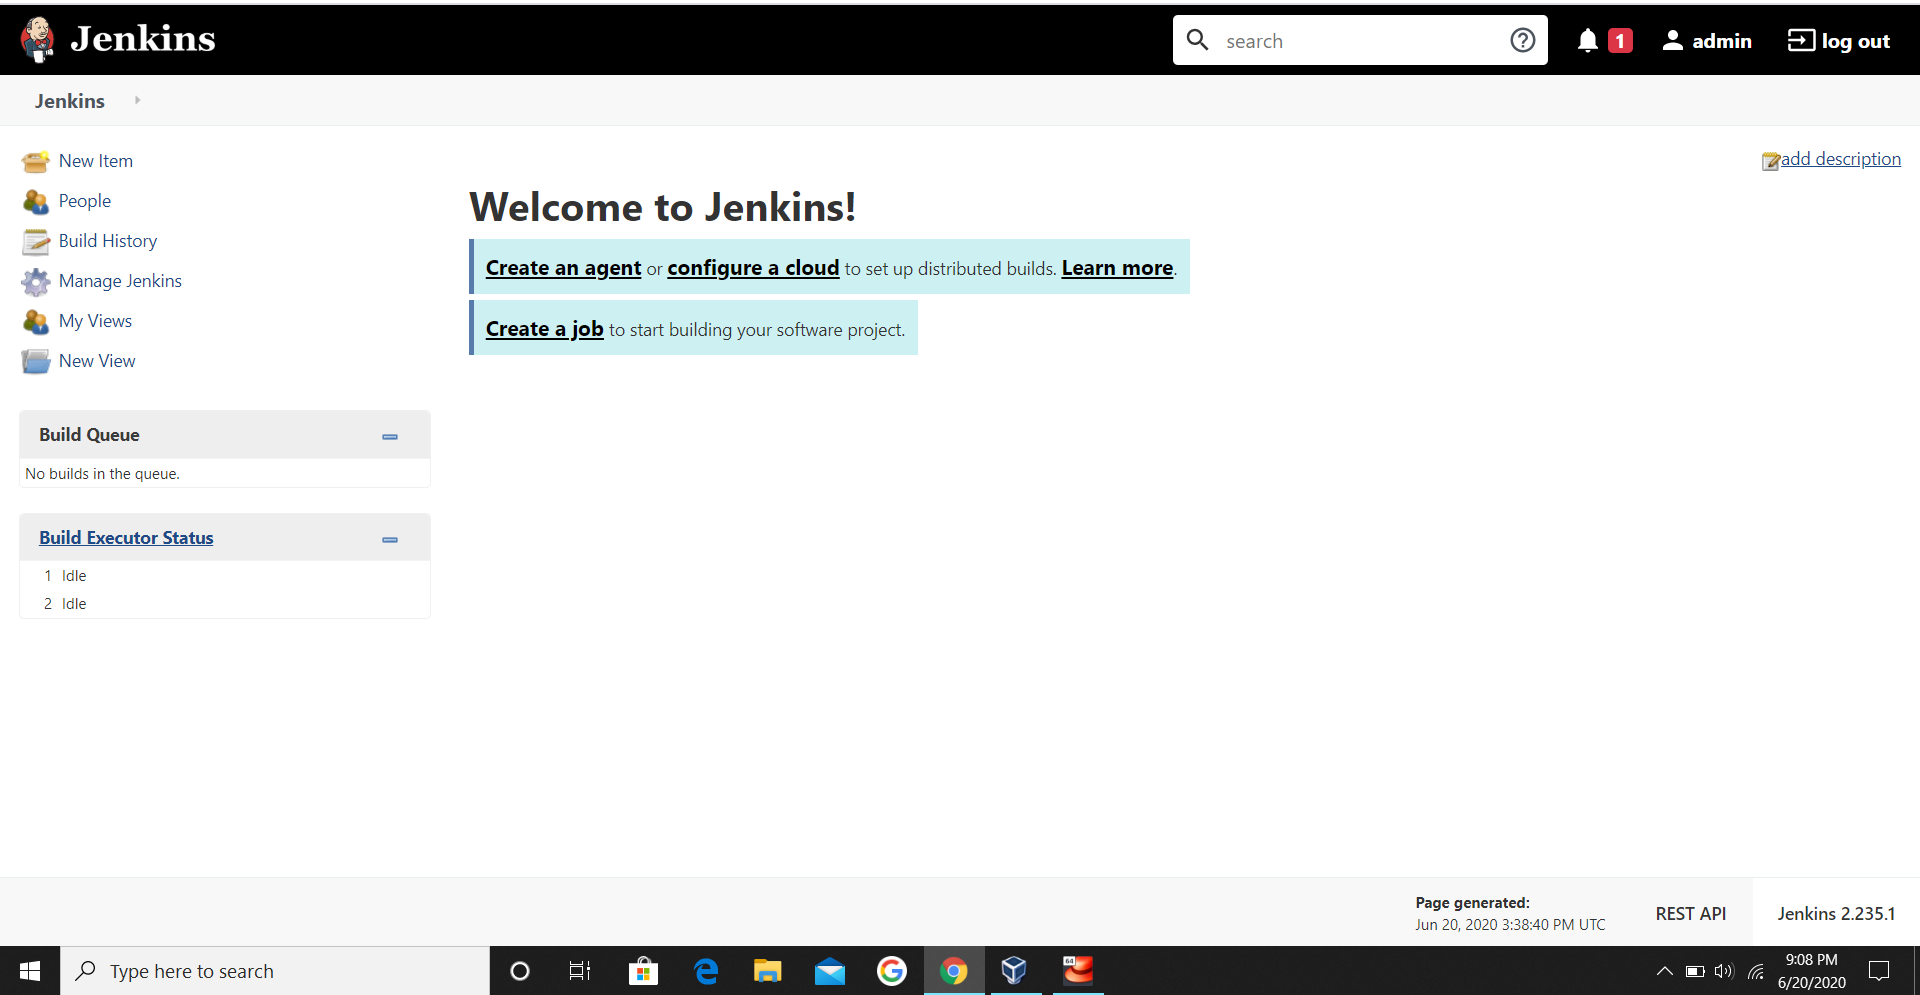 Jenkins
search
1
admin
log out
Jenkins
New Item
People
Build History
Manage Jenkins
My Views
New View
add description
Welcome to Jenkins!
Create an agent or configure a cloud to set up distributed builds. Learn more.
Create a job to start building your software project.
Build Queue
No builds in the queue.
Build Executor Status
1 Idle
2 Idle
Page generated:
Jun 20, 2020 3:38:40 PM UTC
REST API
Jenkins 2.235.1
Type here to search
64
9:08 PM
6/20/2020